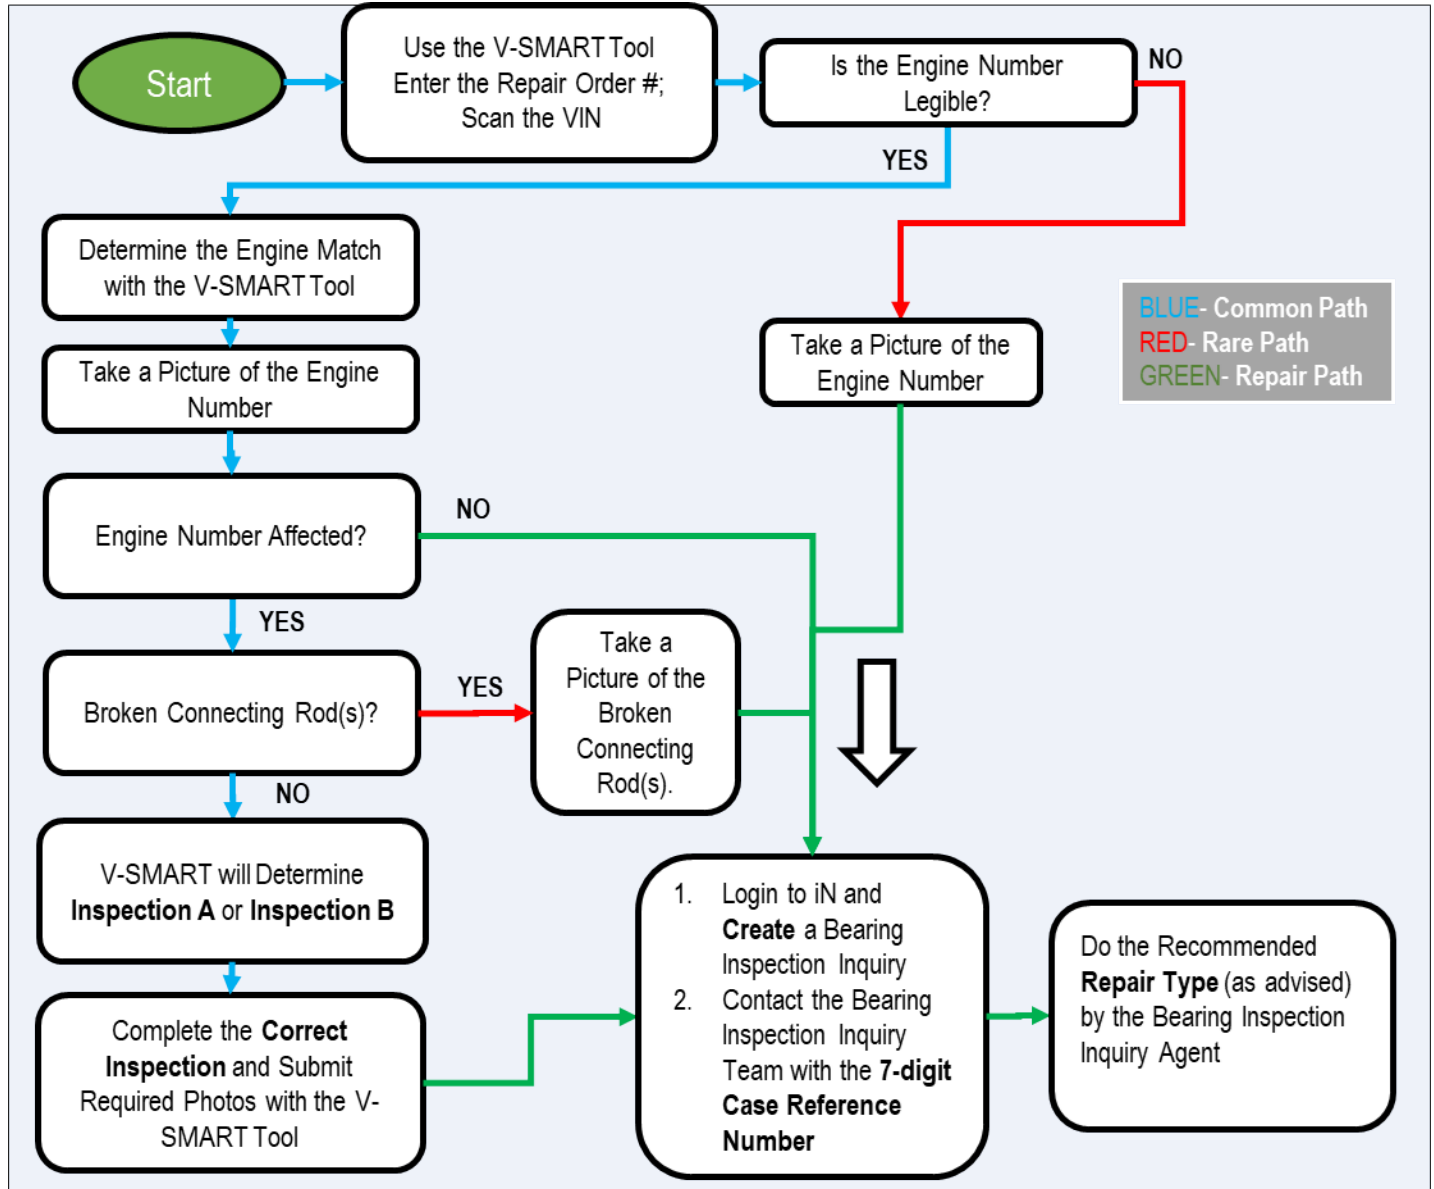 Start
Use the V-SMART Tool
Enter the Repair Order #;
Scan the VIN
Is the Engine Number
Legible?
NO
YES
Determine the Engine Match
with the V-SMART Tool
Take a Picture of the Engine
Number
Take a Picture of the
Engine Number
BLUE- Common Path
RED- Rare Path
GREEN- Repair Path
Engine Number Affected?
NO
YES
Broken Connecting Rod(s)?
YES
Take a
Picture of the
Broken
Connecting
Rod(s).
NO
V-SMART will Determine
Inspection A or Inspection B
Complete the Correct
Inspection and Submit
Required Photos with the V-
SMART Tool
1. Login to iN and
Create a Bearing
Inspection Inquiry
2. Contact the Bearing
Inspection Inquiry
Team with the 7-digit
Case Reference
Number
Do the Recommended
Repair Type (as advised)
by the Bearing Inspection
Inquiry Agent